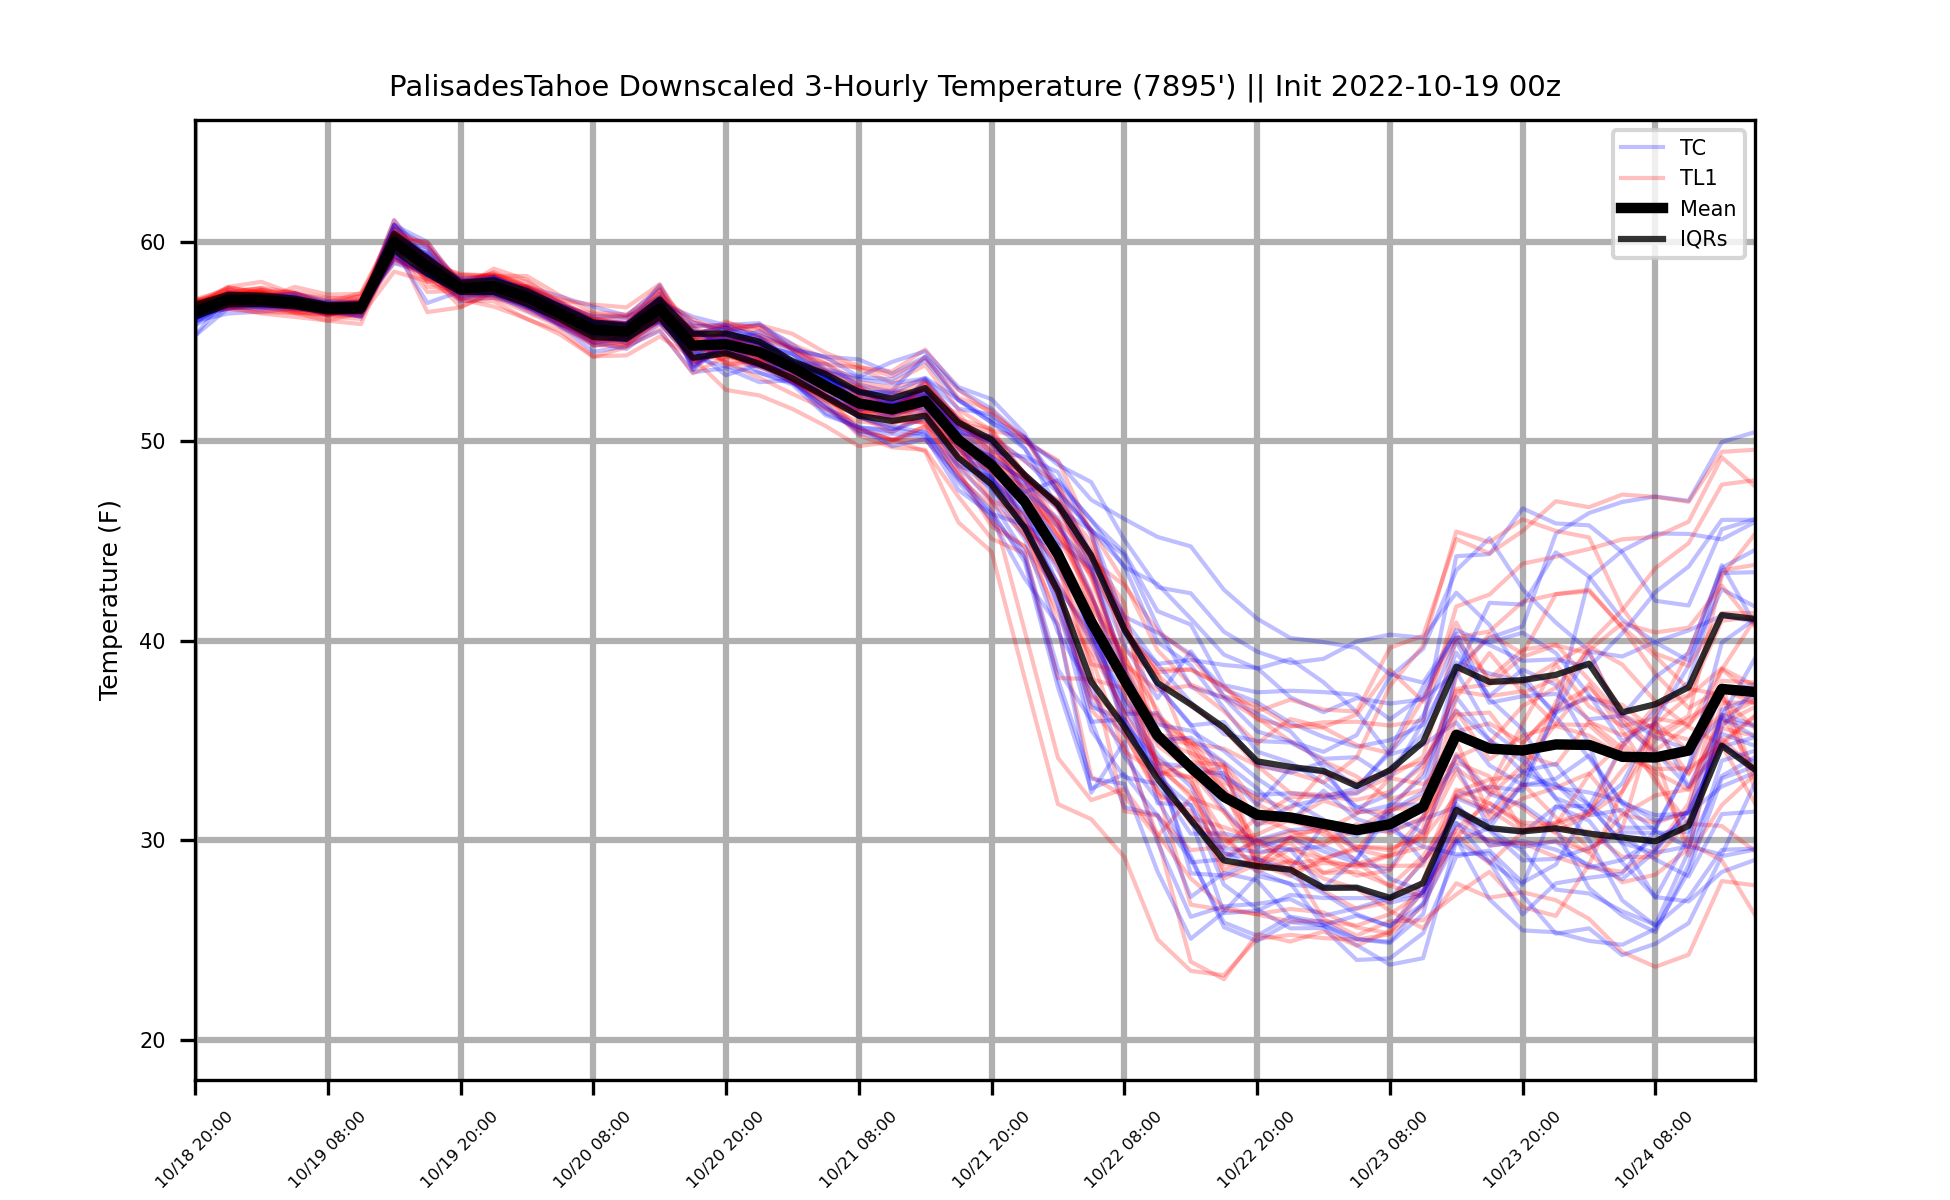 PalisadesTahoe Downscaled 3-Hourly Temperature (7895') || Init 2022-10-19 00z
TC
TL1
Mean
IQRs
Temperature (F)
60
50
40
30
20
10/18 20:00
10/19 08:00
10/19 20:00
10/20 08:00
10/20 20:00
10/21 08:00
10/21 20:00
10/22 08:00
10/22 20:00
10/23 08:00
10/23 20:00
10/24 08:00